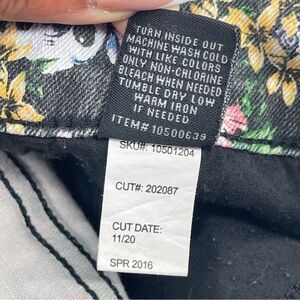 TURN INSIDE OUT
MACHINE WASH COLD
WITH LIKE COLORS
ONLY NON-CHLORINE
BLEACH WHEN NEEDED
TUMBLE DRY LOW
WARM IRON
IF NEEDED
ITEM# 10500639
SKU#: 10501204
CUT#: 202087
CUT DATE:
11/20
SPR 2016